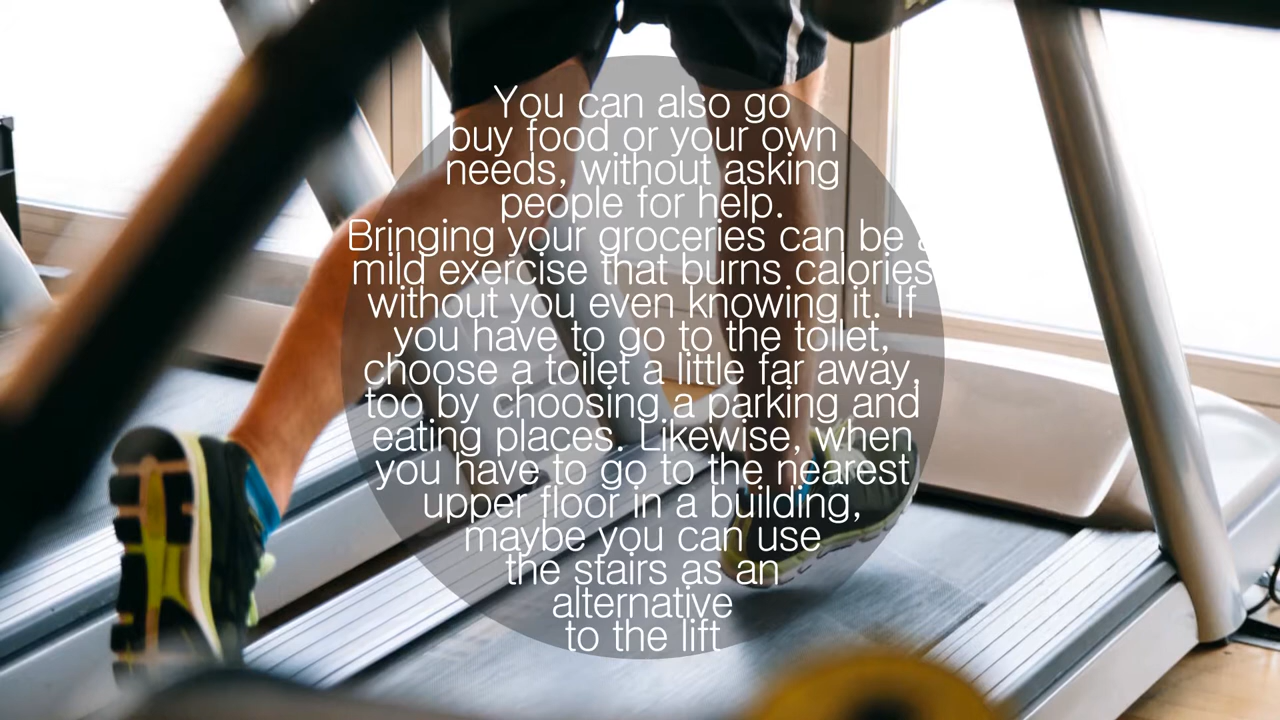 You can also go
buy food or your own
needs, without asking
people for help.
Bringing your groceries can be a
mild exercise that burns calories
without you even knowing it. If
you have to go to the toilet,
choose a toilet a little far away,
too by choosing a parking and
eating places. Likewise, when
you have to go to the nearest
upper floor in a building,
maybe you can use
the stairs as an
alternative
to the lift